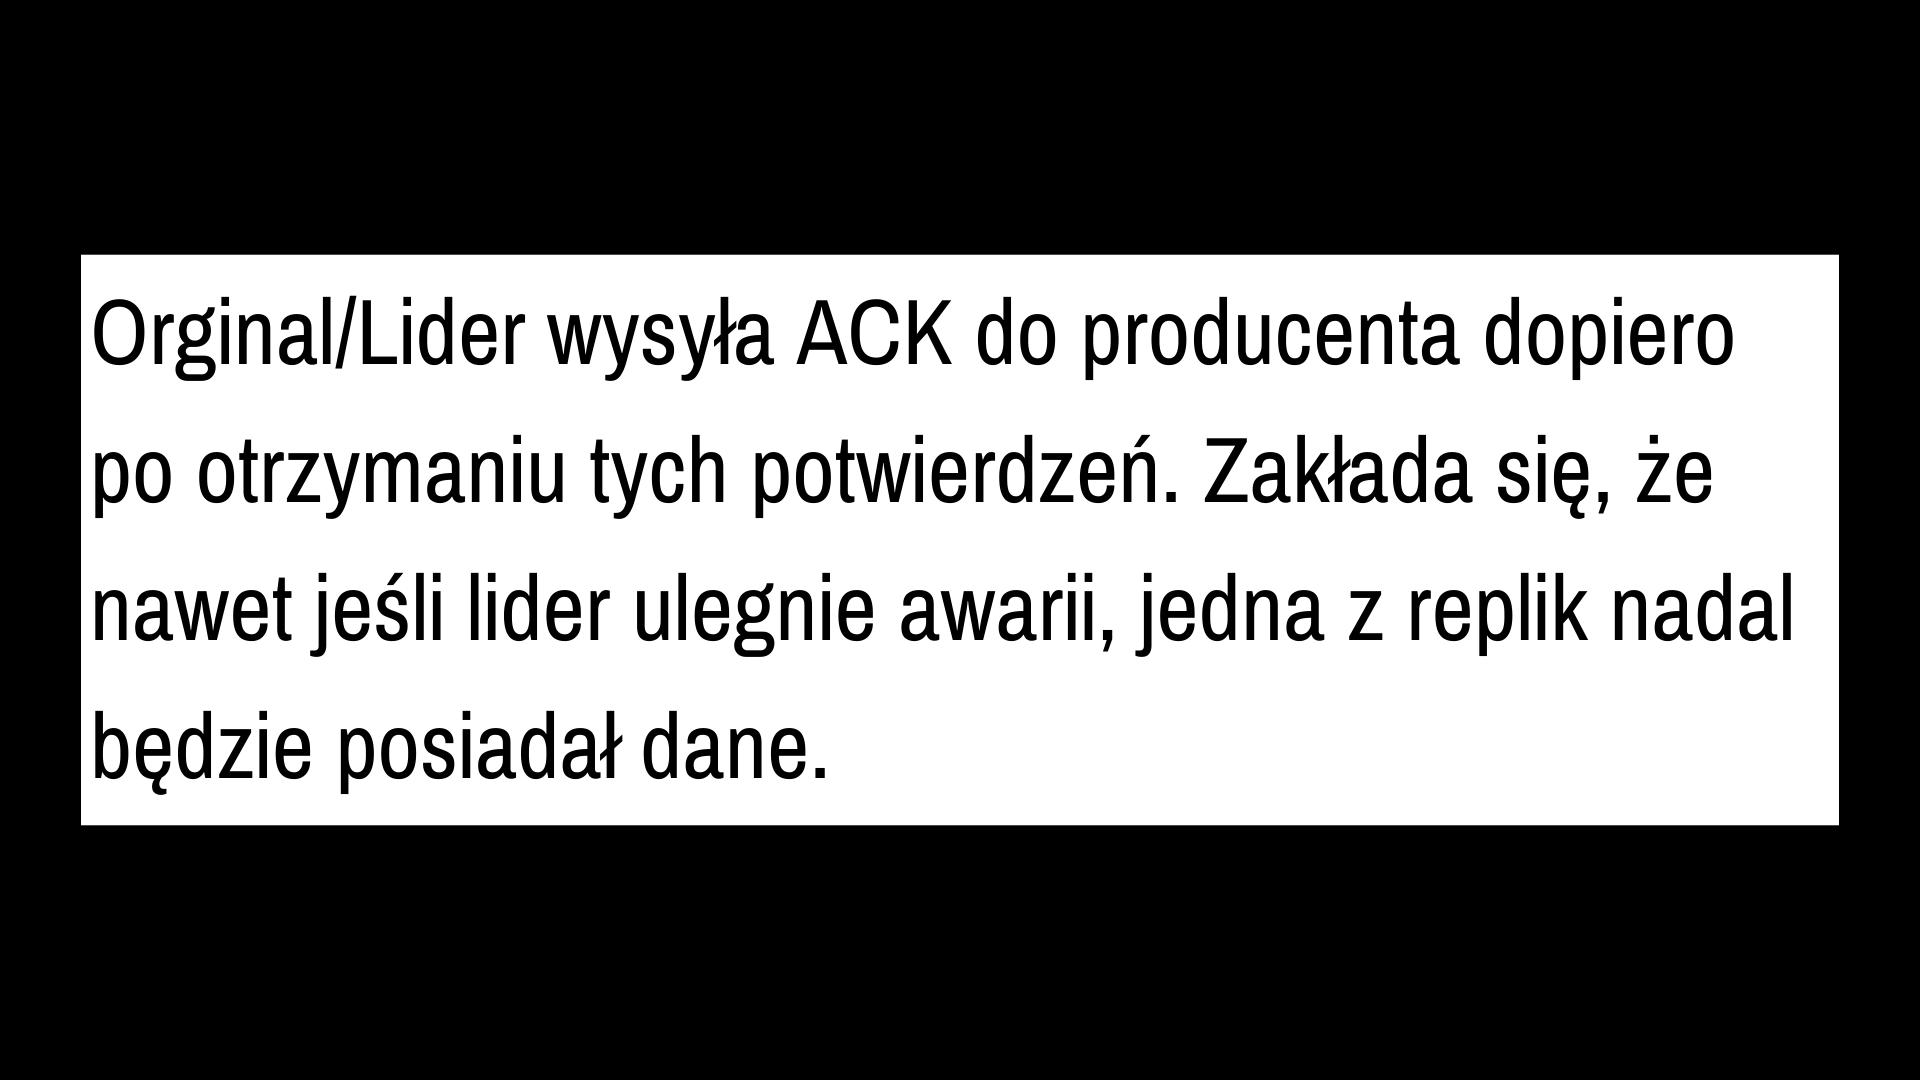 Orginal/Lider wysyła ACK do producenta dopiero
po otrzymaniu tych potwierdzeń. Zakłada się, że
nawet jeśli lider ulegnie awarii, jedna z replik nadal
będzie posiadał dane.